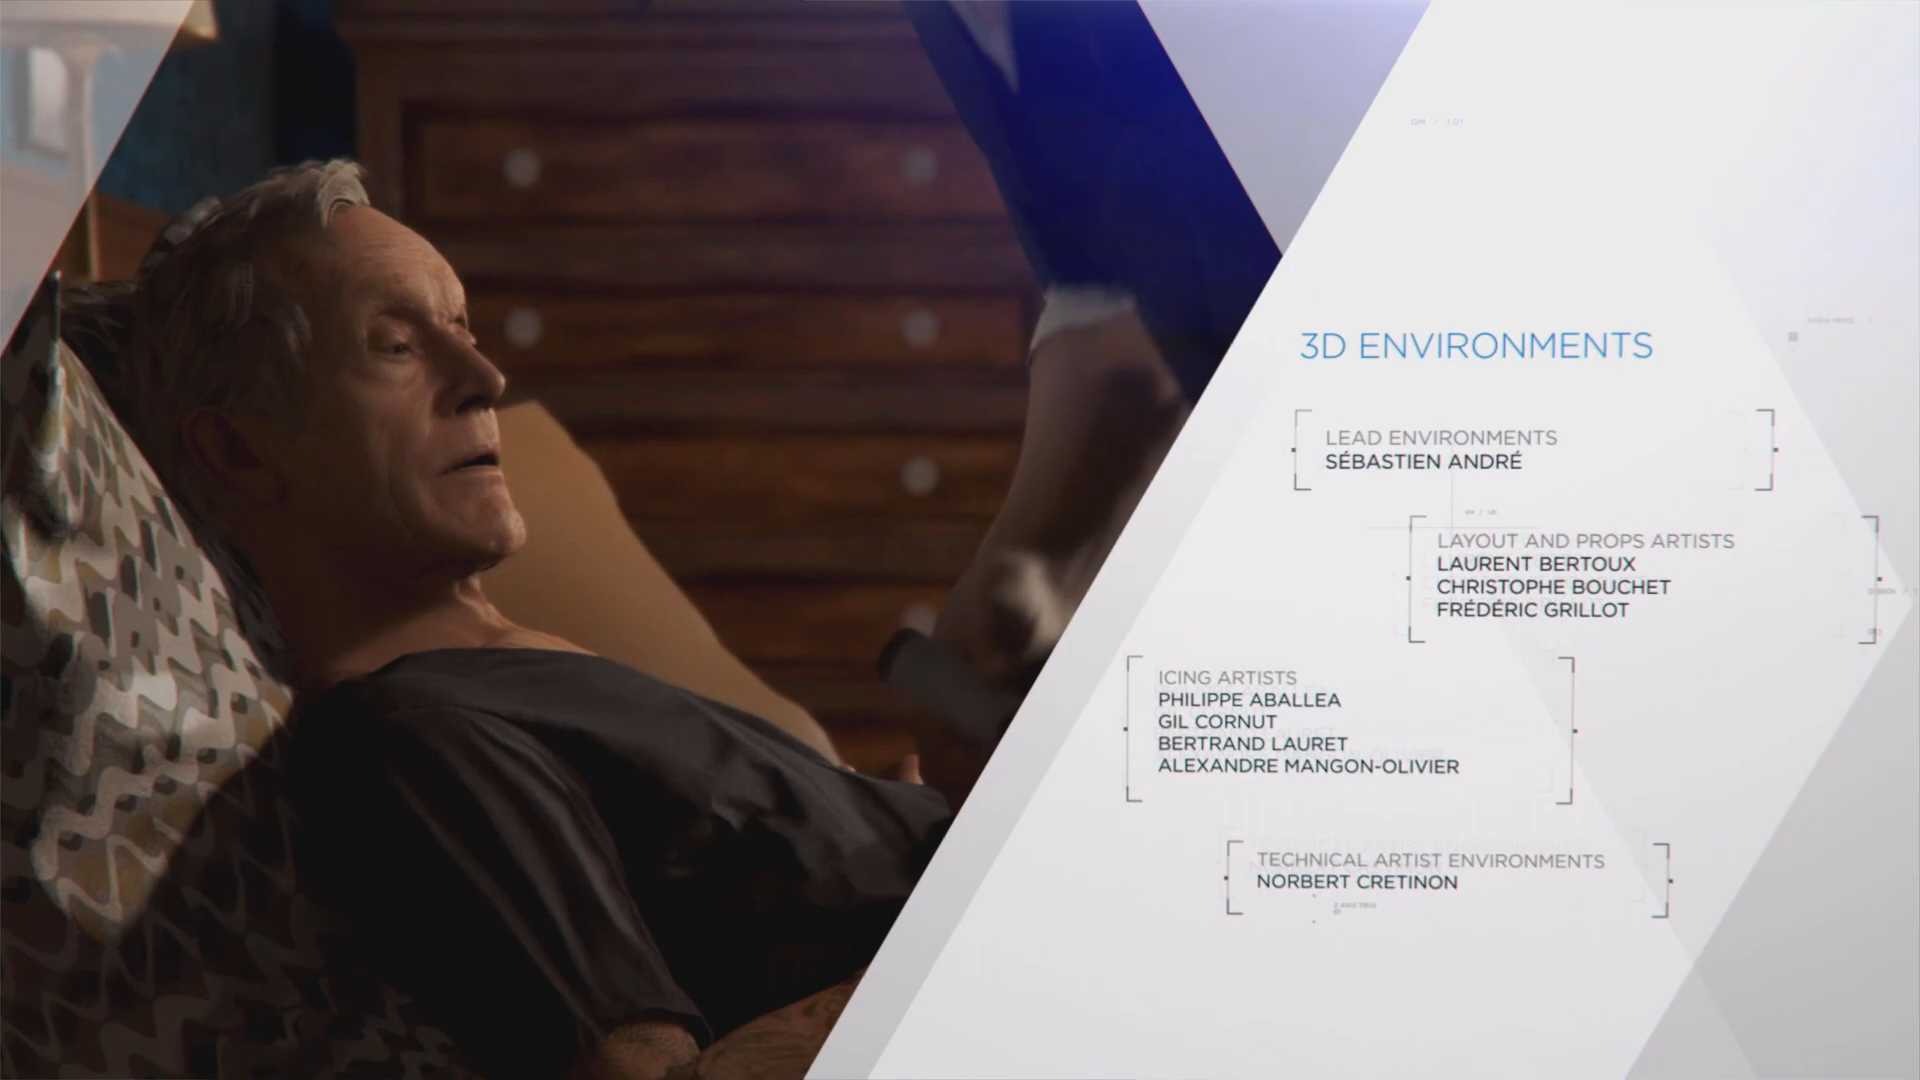 3D ENVIRONMENTS
LEAD ENVIRONMENTS
SÉBASTIEN ANDRÉ
LAYOUT AND PROPS ARTISTS
LAURENT BERTOUX
CHRISTOPHE BOUCHET
FRÉDÉRIC GRILLOT
ICING ARTISTS
PHILIPPE ABALLEA
GIL CORNUT
BERTRAND LAURET
ALEXANDRE MANGON-OLIVIER
TECHNICAL ARTIST ENVIRONMENTS
NORBERT CRETINON